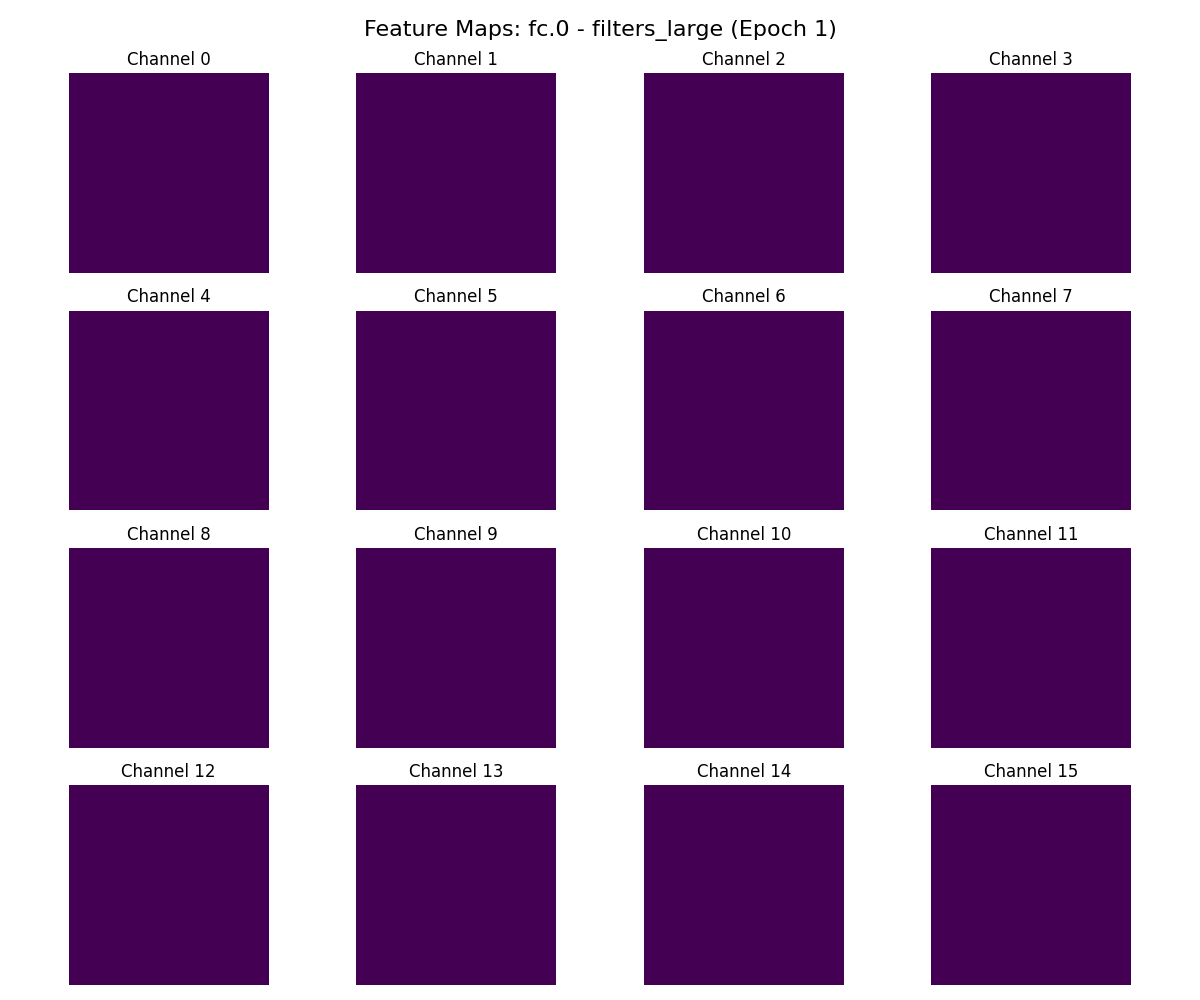 Feature Maps: fc.0 - filters_large (Epoch 1)
Channel 0
Channel 1
Channel 2
Channel 3
Channel 4
Channel 5
Channel 6
Channel 7
Channel 8
Channel 9
Channel 10
Channel 11
Channel 12
Channel 13
Channel 14
Channel 15